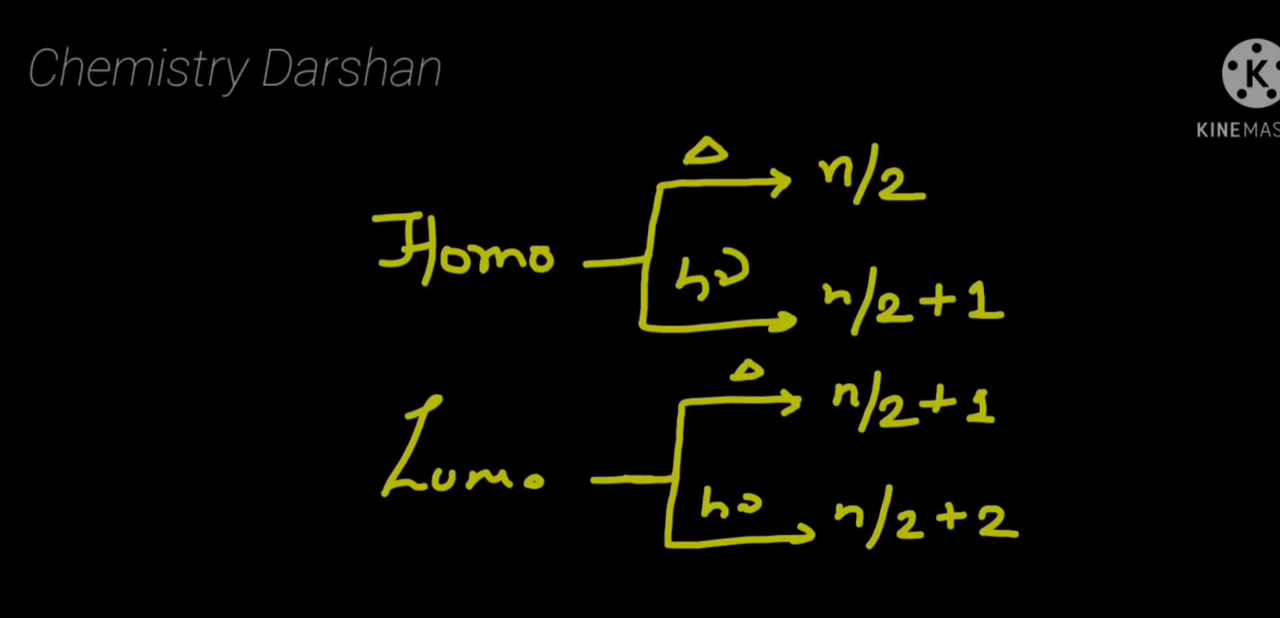 Chemistry Darshan
K
KINEMAS
Δ
n/2
Homo
hν
n/2+1
Δ
n/2+1
Lumo
hν
n/2+2